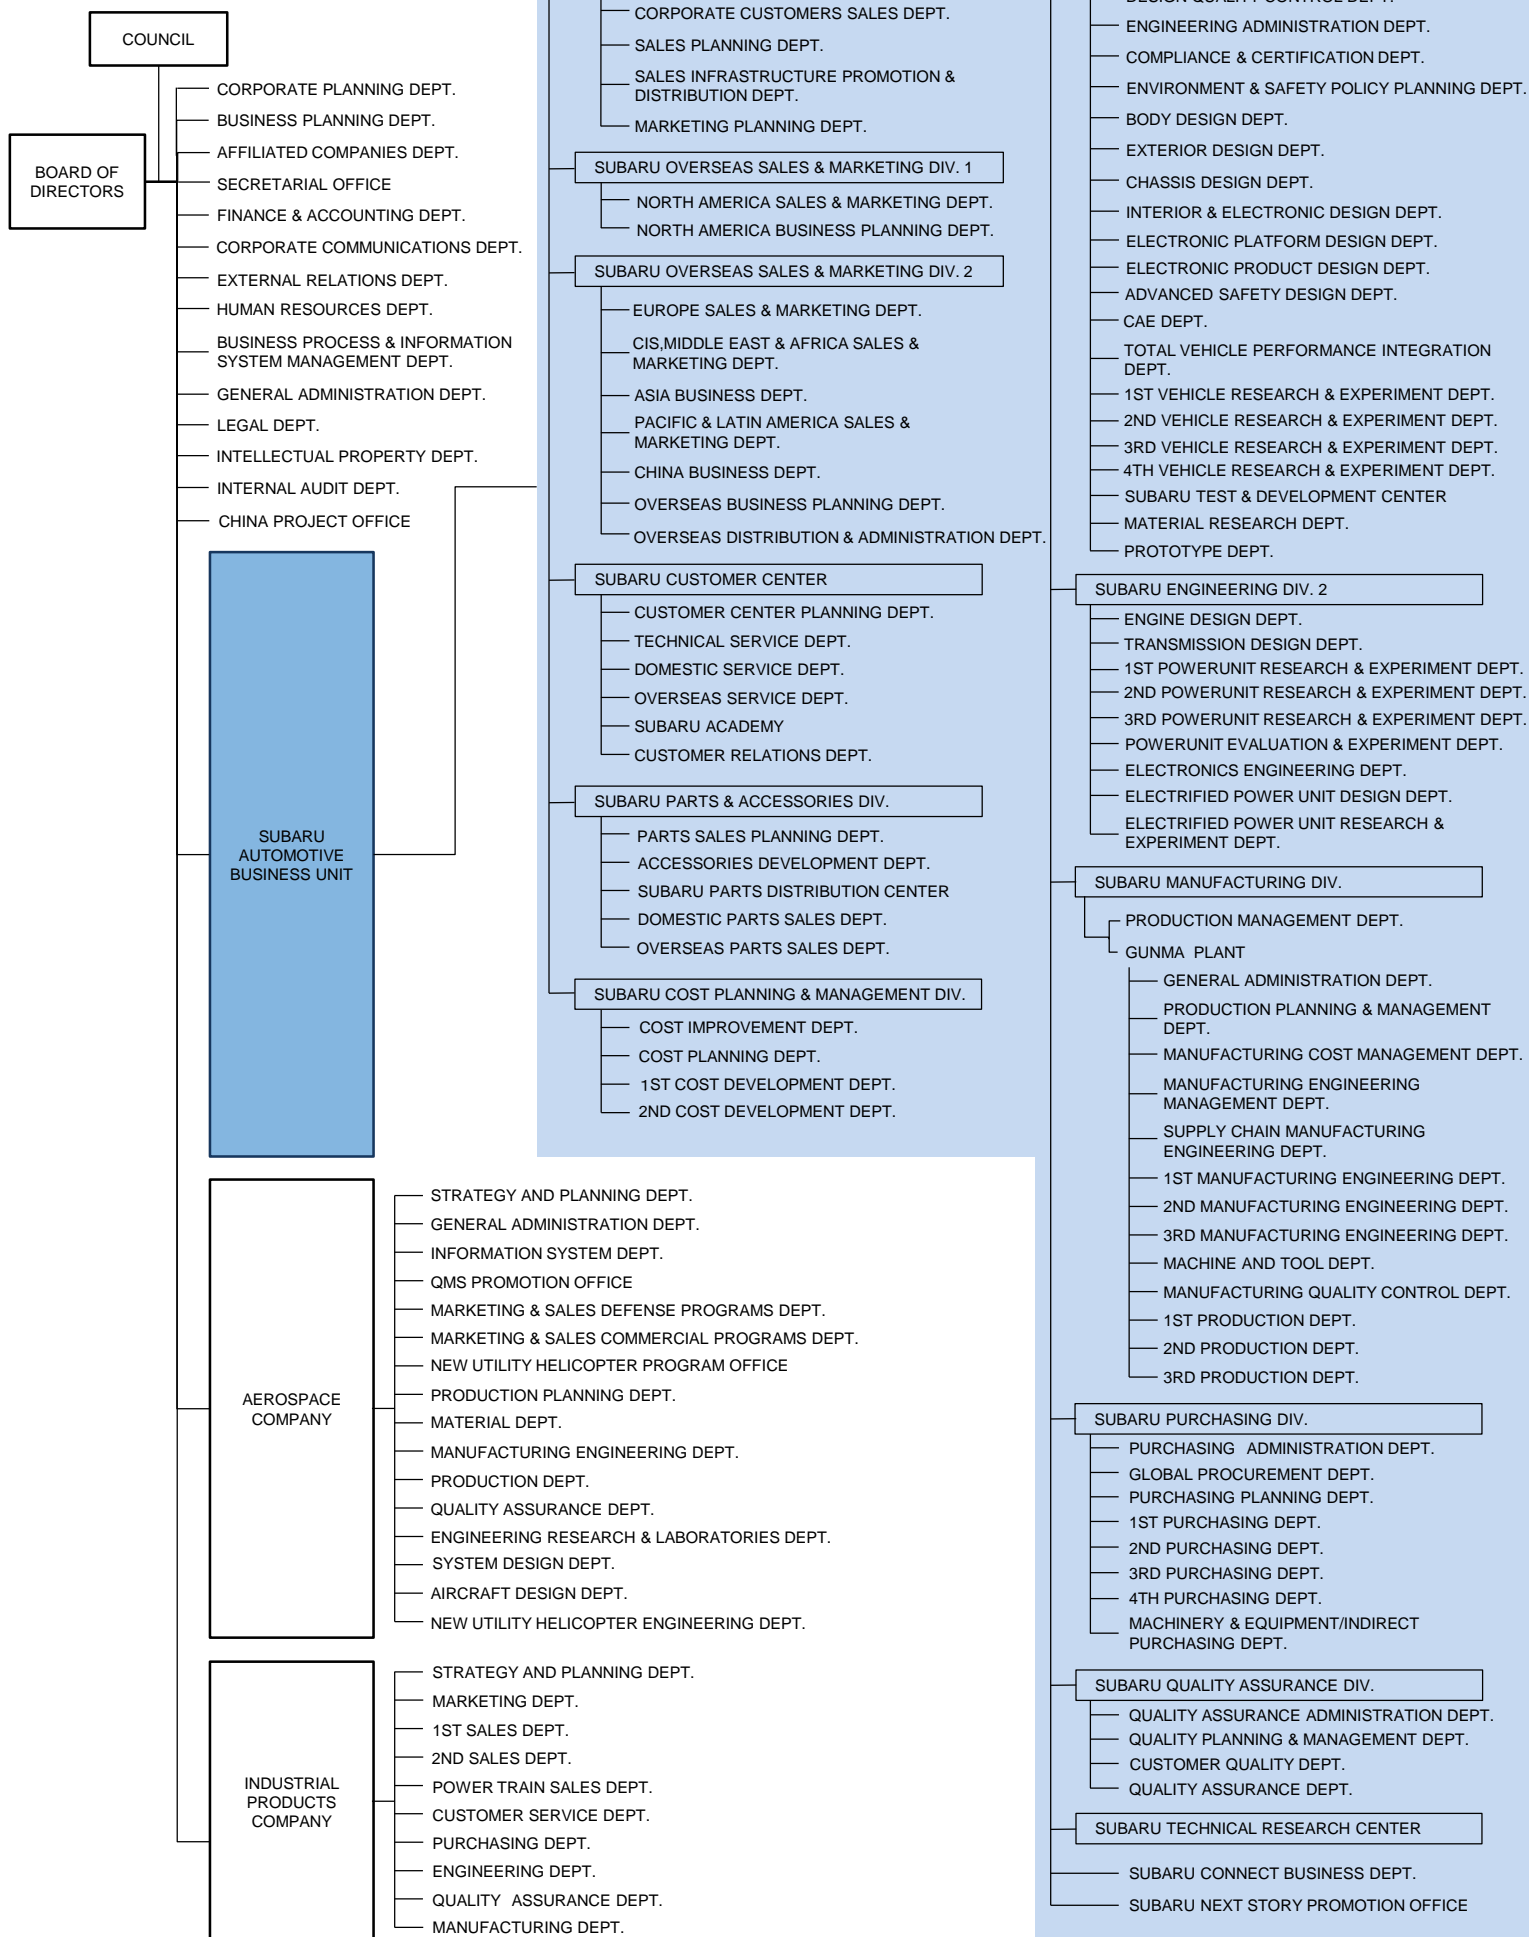 COUNCIL
BOARD OF
DIRECTORS
CORPORATE PLANNING DEPT.
BUSINESS PLANNING DEPT.
AFFILIATED COMPANIES DEPT.
SECRETARIAL OFFICE
FINANCE & ACCOUNTING DEPT.
CORPORATE COMMUNICATIONS DEPT.
EXTERNAL RELATIONS DEPT.
HUMAN RESOURCES DEPT.
BUSINESS PROCESS & INFORMATION
SYSTEM MANAGEMENT DEPT.
GENERAL ADMINISTRATION DEPT.
LEGAL DEPT.
INTELLECTUAL PROPERTY DEPT.
INTERNAL AUDIT DEPT.
CHINA PROJECT OFFICE
SUBARU
AUTOMOTIVE
BUSINESS UNIT
CORPORATE CUSTOMERS SALES DEPT.
SALES PLANNING DEPT.
SALES INFRASTRUCTURE PROMOTION &
DISTRIBUTION DEPT.
MARKETING PLANNING DEPT.
SUBARU OVERSEAS SALES & MARKETING DIV. 1
NORTH AMERICA SALES & MARKETING DEPT.
NORTH AMERICA BUSINESS PLANNING DEPT.
SUBARU OVERSEAS SALES & MARKETING DIV. 2
EUROPE SALES & MARKETING DEPT.
CIS,MIDDLE EAST & AFRICA SALES &
MARKETING DEPT.
ASIA BUSINESS DEPT.
PACIFIC & LATIN AMERICA SALES &
MARKETING DEPT.
CHINA BUSINESS DEPT.
OVERSEAS BUSINESS PLANNING DEPT.
OVERSEAS DISTRIBUTION & ADMINISTRATION DEPT.
SUBARU CUSTOMER CENTER
CUSTOMER CENTER PLANNING DEPT.
TECHNICAL SERVICE DEPT.
DOMESTIC SERVICE DEPT.
OVERSEAS SERVICE DEPT.
SUBARU ACADEMY
CUSTOMER RELATIONS DEPT.
SUBARU PARTS & ACCESSORIES DIV.
PARTS SALES PLANNING DEPT.
ACCESSORIES DEVELOPMENT DEPT.
SUBARU PARTS DISTRIBUTION CENTER
DOMESTIC PARTS SALES DEPT.
OVERSEAS PARTS SALES DEPT.
SUBARU COST PLANNING & MANAGEMENT DIV.
COST IMPROVEMENT DEPT.
COST PLANNING DEPT.
1ST COST DEVELOPMENT DEPT.
2ND COST DEVELOPMENT DEPT.
ENGINEERING ADMINISTRATION DEPT.
COMPLIANCE & CERTIFICATION DEPT.
ENVIRONMENT & SAFETY POLICY PLANNING DEPT.
BODY DESIGN DEPT.
EXTERIOR DESIGN DEPT.
CHASSIS DESIGN DEPT.
INTERIOR & ELECTRONIC DESIGN DEPT.
ELECTRONIC PLATFORM DESIGN DEPT.
ELECTRONIC PRODUCT DESIGN DEPT.
ADVANCED SAFETY DESIGN DEPT.
CAE DEPT.
TOTAL VEHICLE PERFORMANCE INTEGRATION
DEPT.
1ST VEHICLE RESEARCH & EXPERIMENT DEPT.
2ND VEHICLE RESEARCH & EXPERIMENT DEPT.
3RD VEHICLE RESEARCH & EXPERIMENT DEPT.
4TH VEHICLE RESEARCH & EXPERIMENT DEPT.
SUBARU TEST & DEVELOPMENT CENTER
MATERIAL RESEARCH DEPT.
PROTOTYPE DEPT.
SUBARU ENGINEERING DIV. 2
ENGINE DESIGN DEPT.
TRANSMISSION DESIGN DEPT.
1ST POWERUNIT RESEARCH & EXPERIMENT DEPT.
2ND POWERUNIT RESEARCH & EXPERIMENT DEPT.
3RD POWERUNIT RESEARCH & EXPERIMENT DEPT.
POWERUNIT EVALUATION & EXPERIMENT DEPT.
ELECTRONICS ENGINEERING DEPT.
ELECTRIFIED POWER UNIT DESIGN DEPT.
ELECTRIFIED POWER UNIT RESEARCH &
EXPERIMENT DEPT.
SUBARU MANUFACTURING DIV.
PRODUCTION MANAGEMENT DEPT.
GUNMA PLANT
GENERAL ADMINISTRATION DEPT.
PRODUCTION PLANNING & MANAGEMENT
DEPT.
MANUFACTURING COST MANAGEMENT DEPT.
MANUFACTURING ENGINEERING
MANAGEMENT DEPT.
SUPPLY CHAIN MANUFACTURING
ENGINEERING DEPT.
1ST MANUFACTURING ENGINEERING DEPT.
2ND MANUFACTURING ENGINEERING DEPT.
3RD MANUFACTURING ENGINEERING DEPT.
MACHINE AND TOOL DEPT.
MANUFACTURING QUALITY CONTROL DEPT.
1ST PRODUCTION DEPT.
2ND PRODUCTION DEPT.
3RD PRODUCTION DEPT.
SUBARU PURCHASING DIV.
PURCHASING ADMINISTRATION DEPT.
GLOBAL PROCUREMENT DEPT.
PURCHASING PLANNING DEPT.
1ST PURCHASING DEPT.
2ND PURCHASING DEPT.
3RD PURCHASING DEPT.
4TH PURCHASING DEPT.
MACHINERY & EQUIPMENT/INDIRECT
PURCHASING DEPT.
SUBARU QUALITY ASSURANCE DIV.
QUALITY ASSURANCE ADMINISTRATION DEPT.
QUALITY PLANNING & MANAGEMENT DEPT.
CUSTOMER QUALITY DEPT.
QUALITY ASSURANCE DEPT.
SUBARU TECHNICAL RESEARCH CENTER
SUBARU CONNECT BUSINESS DEPT.
SUBARU NEXT STORY PROMOTION OFFICE
AEROSPACE
COMPANY
STRATEGY AND PLANNING DEPT.
GENERAL ADMINISTRATION DEPT.
INFORMATION SYSTEM DEPT.
QMS PROMOTION OFFICE
MARKETING & SALES DEFENSE PROGRAMS DEPT.
MARKETING & SALES COMMERCIAL PROGRAMS DEPT.
NEW UTILITY HELICOPTER PROGRAM OFFICE
PRODUCTION PLANNING DEPT.
MATERIAL DEPT.
MANUFACTURING ENGINEERING DEPT.
PRODUCTION DEPT.
QUALITY ASSURANCE DEPT.
ENGINEERING RESEARCH & LABORATORIES DEPT.
SYSTEM DESIGN DEPT.
AIRCRAFT DESIGN DEPT.
NEW UTILITY HELICOPTER ENGINEERING DEPT.
INDUSTRIAL
PRODUCTS
COMPANY
STRATEGY AND PLANNING DEPT.
MARKETING DEPT.
1ST SALES DEPT.
2ND SALES DEPT.
POWER TRAIN SALES DEPT.
CUSTOMER SERVICE DEPT.
PURCHASING DEPT.
ENGINEERING DEPT.
QUALITY ASSURANCE DEPT.
MANUFACTURING DEPT.